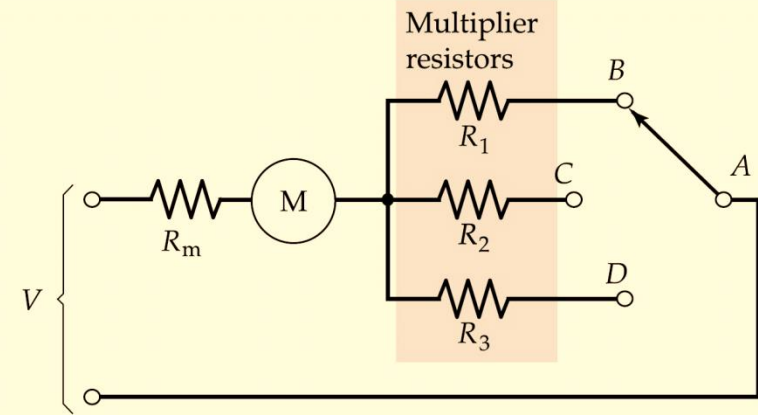 Multiplier
resistors
B
R1
A
C
M
Rm
R2
V
D
R3